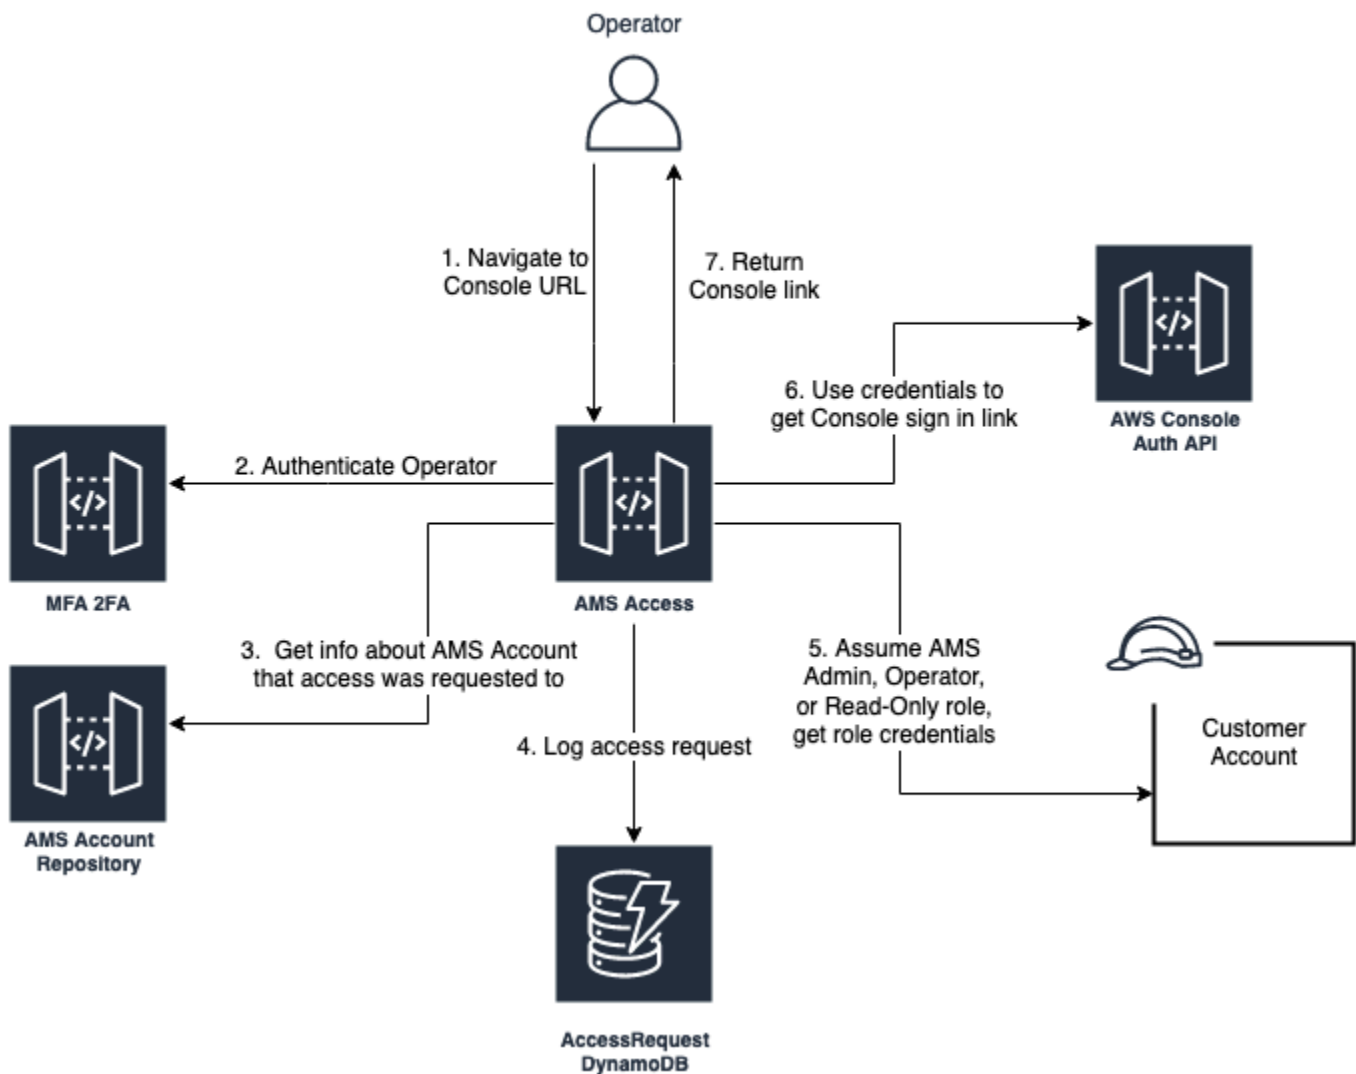 Operator
1. Navigate to
Console URL
7. Return
Console link
6. Use credentials to
get Console sign in link
</>
AWS Console
Auth API
2. Authenticate Operator
</>
MFA 2FA
</>
AMS Access
3. Get info about AMS Account
that access was requested to
</>
AMS Account
Repository
4. Log access request
5. Assume AMS
Admin, Operator,
or Read-Only role,
get role credentials
Customer
Account
AccessRequest
DynamoDB